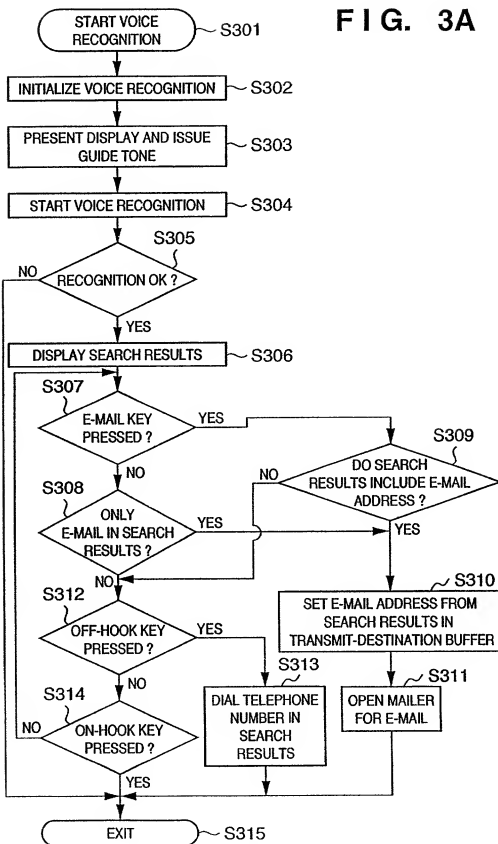 FIG. 3A
START VOICE
RECOGNITION
S301
INITIALIZE VOICE RECOGNITION
S302
PRESENT DISPLAY AND ISSUE
GUIDE TONE
S303
START VOICE RECOGNITION
S304
S305
RECOGNITION OK ?
NO
YES
DISPLAY SEARCH RESULTS
S306
S307
E-MAIL KEY
PRESSED ?
YES
NO
S309
DO SEARCH
RESULTS INCLUDE E-MAIL
ADDRESS ?
NO
YES
S308
ONLY
E-MAIL IN SEARCH
RESULTS ?
YES
NO
S310
SET E-MAIL ADDRESS FROM
SEARCH RESULTS IN
TRANSMIT-DESTINATION BUFFER
S312
OFF-HOOK KEY
PRESSED ?
YES
NO
S313
DIAL TELEPHONE
NUMBER IN
SEARCH
RESULTS
S311
OPEN MAILER
FOR E-MAIL
S314
ON-HOOK KEY
PRESSED ?
NO
YES
EXIT
S315